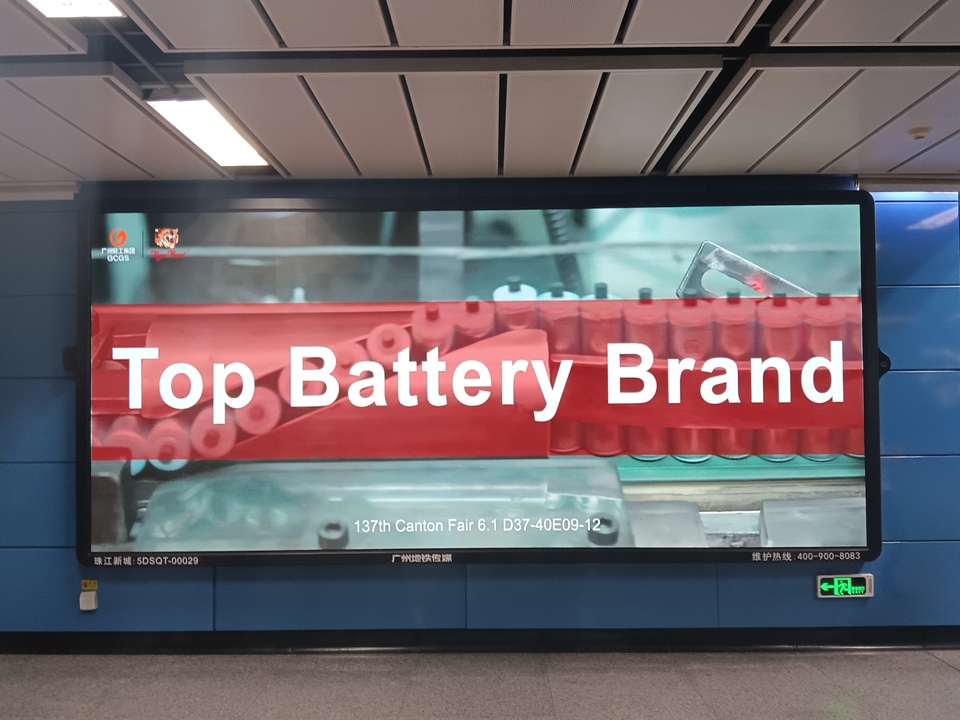 广州轻工集团
GCGS
Top Battery Brand
137th Canton Fair 6.1 D37-40E09-12
珠江新城: 5DSQT-00029
广州地铁传媒
维护热线: 400-900-8083